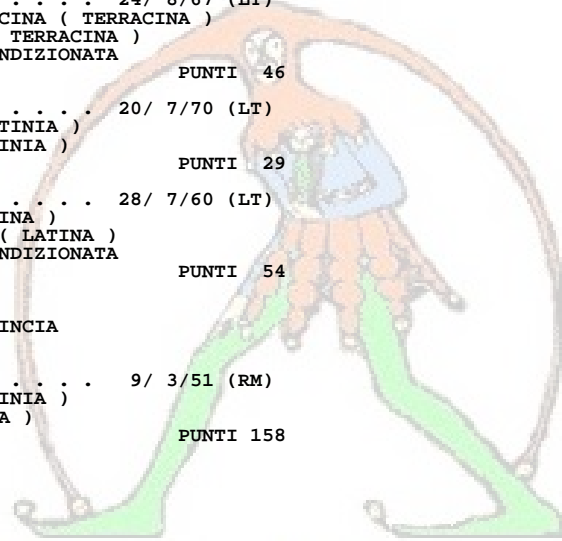 . . . . . 24/ 8/67 (LT)
CINA ( TERRACINA )
TERRACINA )
NDIZIONATA
PUNTI 46
. . . . . 20/ 7/70 (LT)
TINIA )
INIA )
PUNTI 29
. . . . . 28/ 7/60 (LT)
INA )
( LATINA )
NDIZIONATA
PUNTI 54
INCIA
. . . . . 9/ 3/51 (RM)
INIA )
A )
PUNTI 158